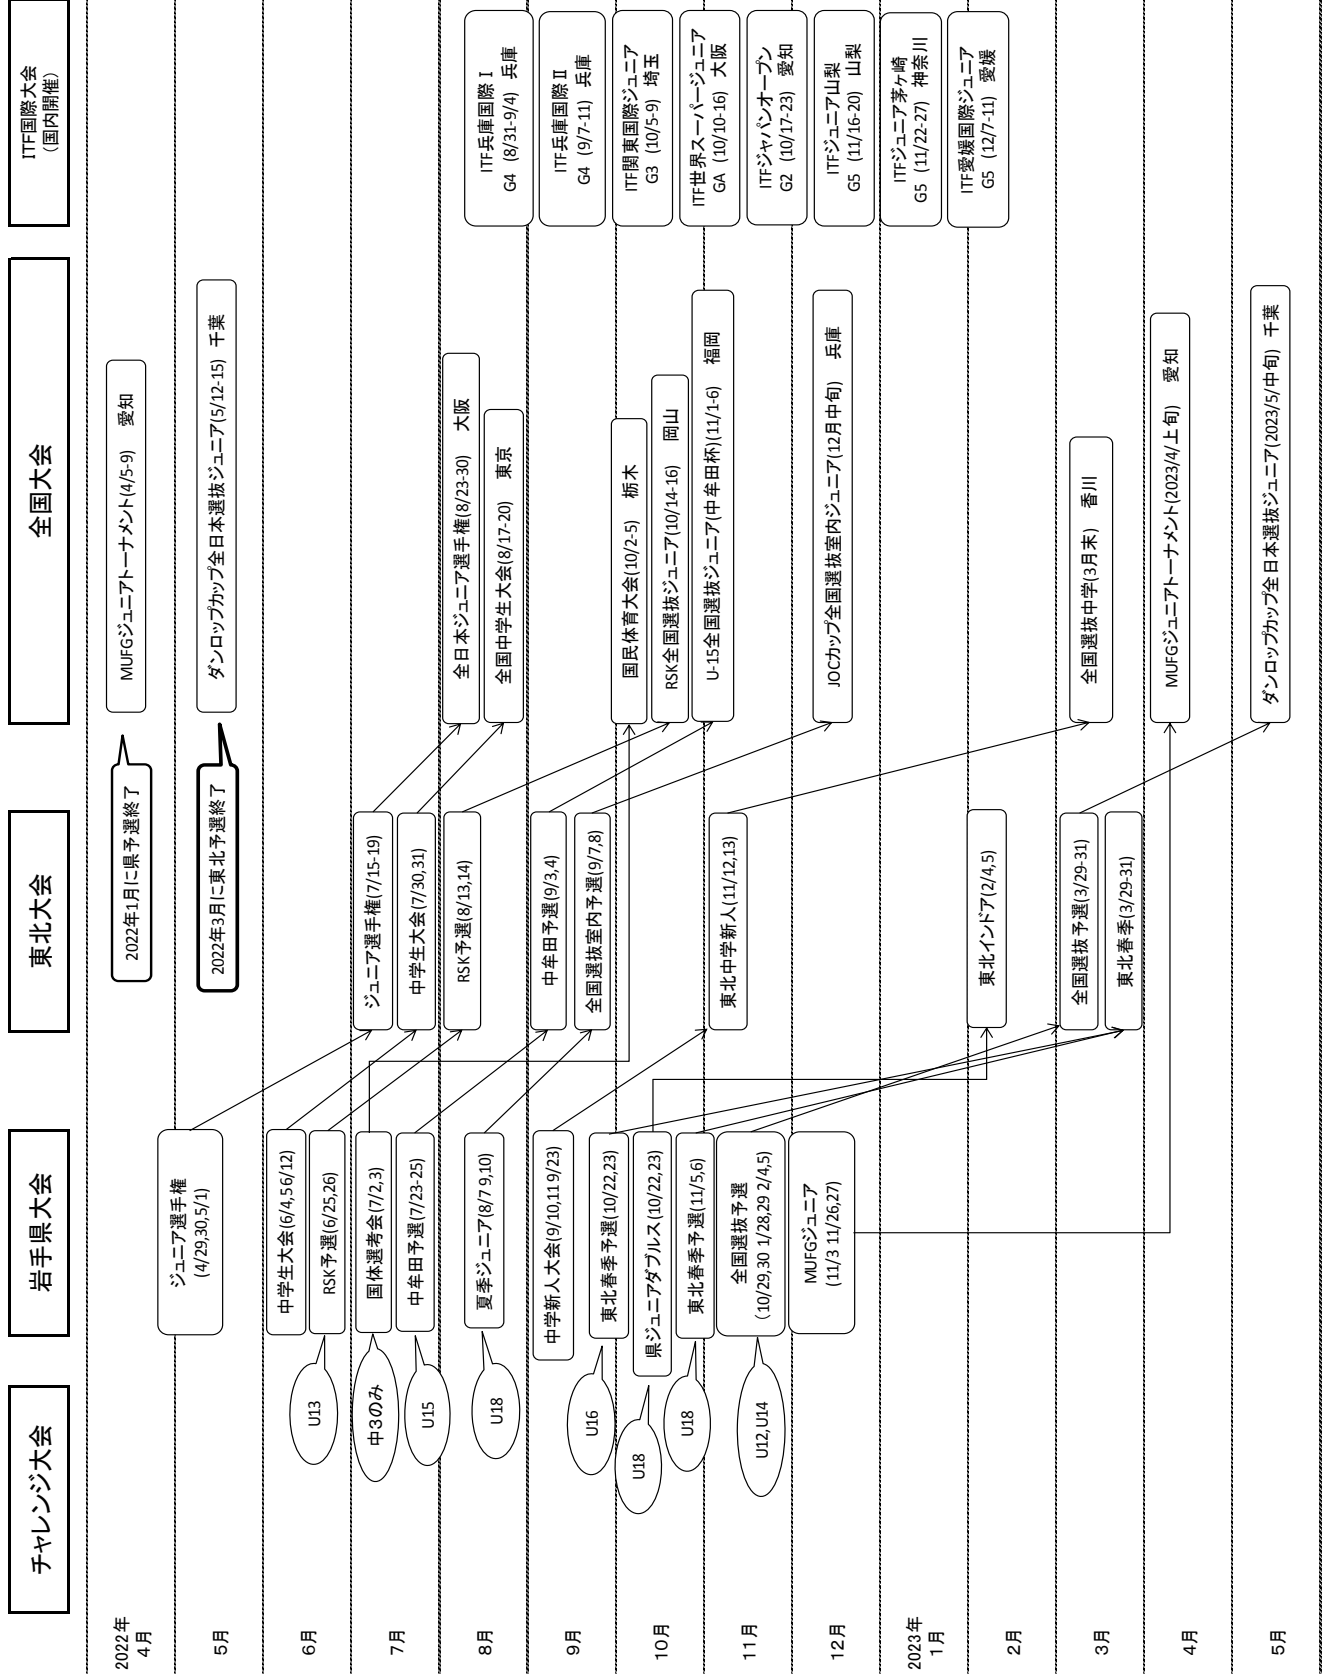 チャレンジ大会
岩手県大会
東北大会
全国大会
ITF国際大会
（国内開催）
2022年
4月
5月
6月
7月
8月
9月
10月
11月
12月
2023年
1月
2月
3月
4月
5月
U13
中3のみ
U15
U18
U16
U18
U18
U12,U14
ジュニア選手権
(4/29,30,5/1)
中学生大会(6/4,5 6/12)
RSK予選(6/25,26)
国体選考会(7/2,3)
中牟田予選(7/23-25)
夏季ジュニア(8/7 9,10)
中学新人大会(9/10,11 9/23)
東北春季予選(10/22,23)
県ジュニアダブルス(10/22,23)
東北春季予選(11/5,6)
全国選抜予選
(10/29,30 1/28,29 2/4,5)
MUFGジュニア
(11/3 11/26,27)
2022年1月に県予選終了
2022年3月に東北予選終了
ジュニア選手権(7/15-19)
中学生大会(7/30,31)
RSK予選(8/13,14)
中牟田予選(9/3,4)
全国選抜室内予選(9/7,8)
東北中学新人(11/12,13)
東北インドア(2/4,5)
全国選抜予選(3/29-31)
東北春季(3/29-31)
MUFGジュニアトーナメント(4/5-9)　愛知
ダンロップカップ全日本選抜ジュニア(5/12-15)　千葉
全日本ジュニア選手権(8/23-30)　大阪
全国中学生大会(8/17-20)　東京
国民体育大会(10/2-5)　栃木
RSK全国選抜ジュニア(10/14-16)　岡山
U-15全国選抜ジュニア(中牟田杯)(11/1-6)　福岡
JOCカップ全国選抜室内ジュニア(12月中旬)　兵庫
全国選抜中学(3月末)　香川
MUFGジュニアトーナメント(2023/4/上旬)　愛知
ダンロップカップ全日本選抜ジュニア(2023/5/中旬)　千葉
ITF兵庫国際Ⅰ
G4　(8/31-9/4)　兵庫
ITF兵庫国際Ⅱ
G4　(9/7-11)　兵庫
ITF関東国際ジュニア
G3　(10/5-9)　埼玉
ITF世界スーパージュニア
GA　(10/10-16)　大阪
ITFジャパンオープン
G2　(10/17-23)　愛知
ITFジュニア山梨
G5　(11/16-20)　山梨
ITFジュニア茅ヶ崎
G5　(11/22-27)　神奈川
ITF愛媛国際ジュニア
G5　(12/7-11)　愛媛